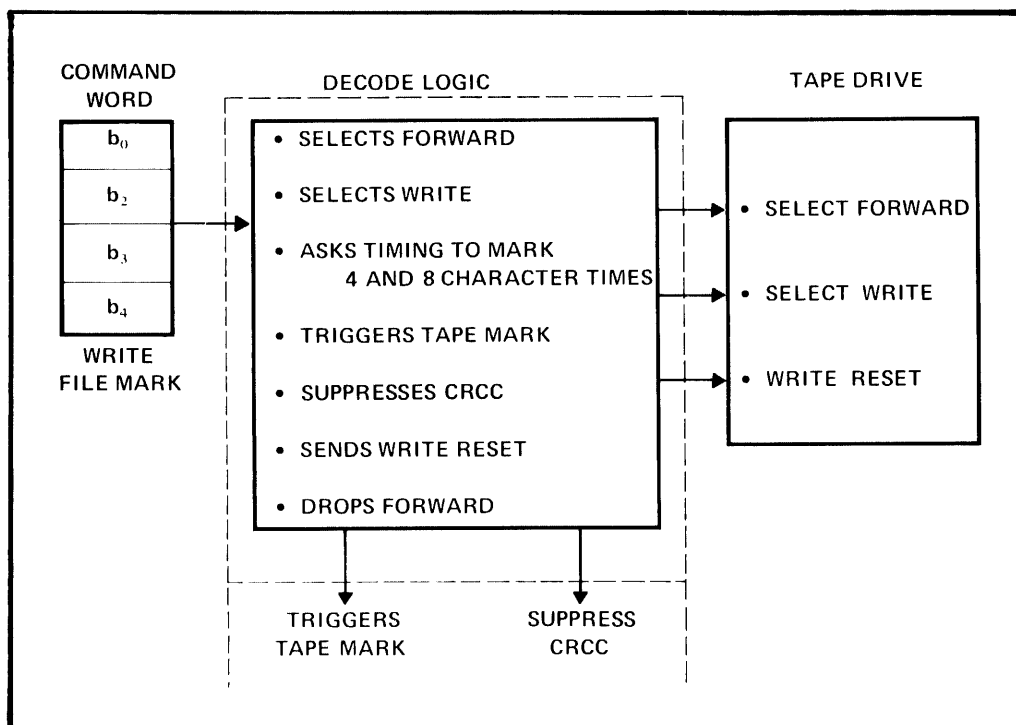 COMMAND
WORD
b₀
b₂
b₃
b₄
WRITE
FILE MARK
DECODE LOGIC
• SELECTS FORWARD
• SELECTS WRITE
• ASKS TIMING TO MARK
4 AND 8 CHARACTER TIMES
• TRIGGERS TAPE MARK
• SUPPRESSES CRCC
• SENDS WRITE RESET
• DROPS FORWARD
TRIGGERS
TAPE MARK
SUPPRESS
CRCC
TAPE DRIVE
• SELECT FORWARD
• SELECT WRITE
• WRITE RESET